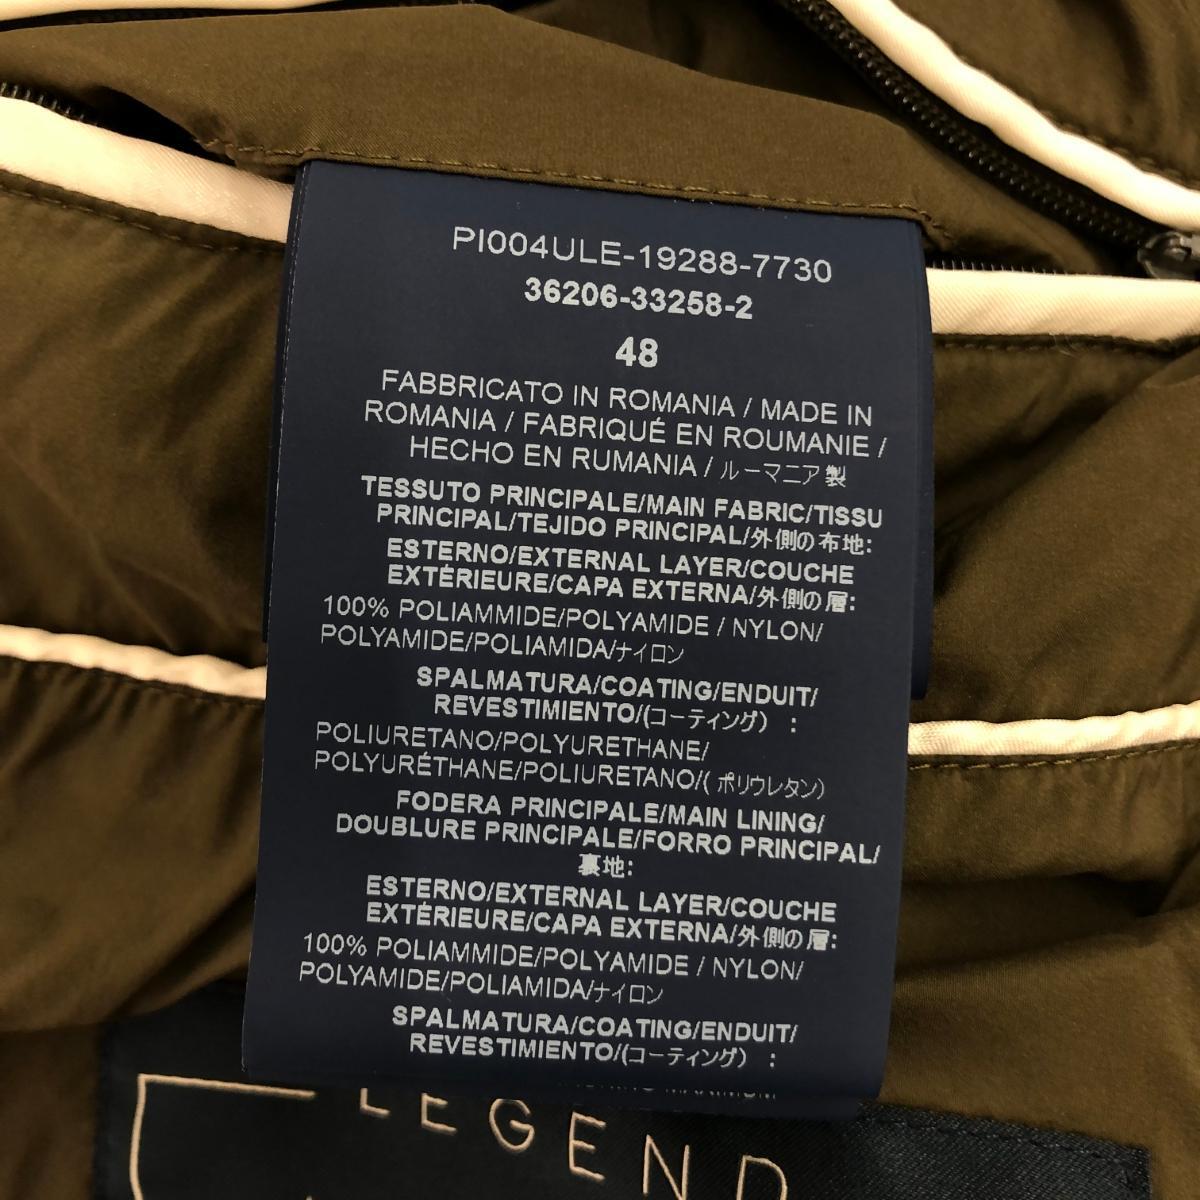 PI004ULE-19288-7730
36206-33258-2
48
FABBRICATO IN ROMANIA / MADE IN
ROMANIA / FABRIQUÉ EN ROUMANIE /
HECHO EN RUMANIA / ルーマニア製
TESSUTO PRINCIPALE/MAIN FABRIC/TISSU
PRINCIPAL/TEJIDO PRINCIPAL/外側の布地:
ESTERNO/EXTERNAL LAYER/COUCHE
EXTÉRIEURE/CAPA EXTERNA/外側の層:
100% POLIAMMIDE/POLYAMIDE / NYLON/
POLYAMIDE/POLIAMIDA/ナイロン
SPALMATURA/COATING/ENDUIT/
REVESTIMIENTO/(コーティング) :
POLIURETANO/POLYURETHANE/
POLYURÉTHANE/POLIURETANO/(ポリウレタン)
FODERA PRINCIPALE/MAIN LINING/
DOUBLURE PRINCIPALE/FORRO PRINCIPAL/
裏地:
ESTERNO/EXTERNAL LAYER/COUCHE
EXTÉRIEURE/CAPA EXTERNA/外側の層:
100% POLIAMMIDE/POLYAMIDE / NYLON/
POLYAMIDE/POLIAMIDA/ナイロン
SPALMATURA/COATING/ENDUIT/
REVESTIMIENTO/(コーティング) :
LEGEND